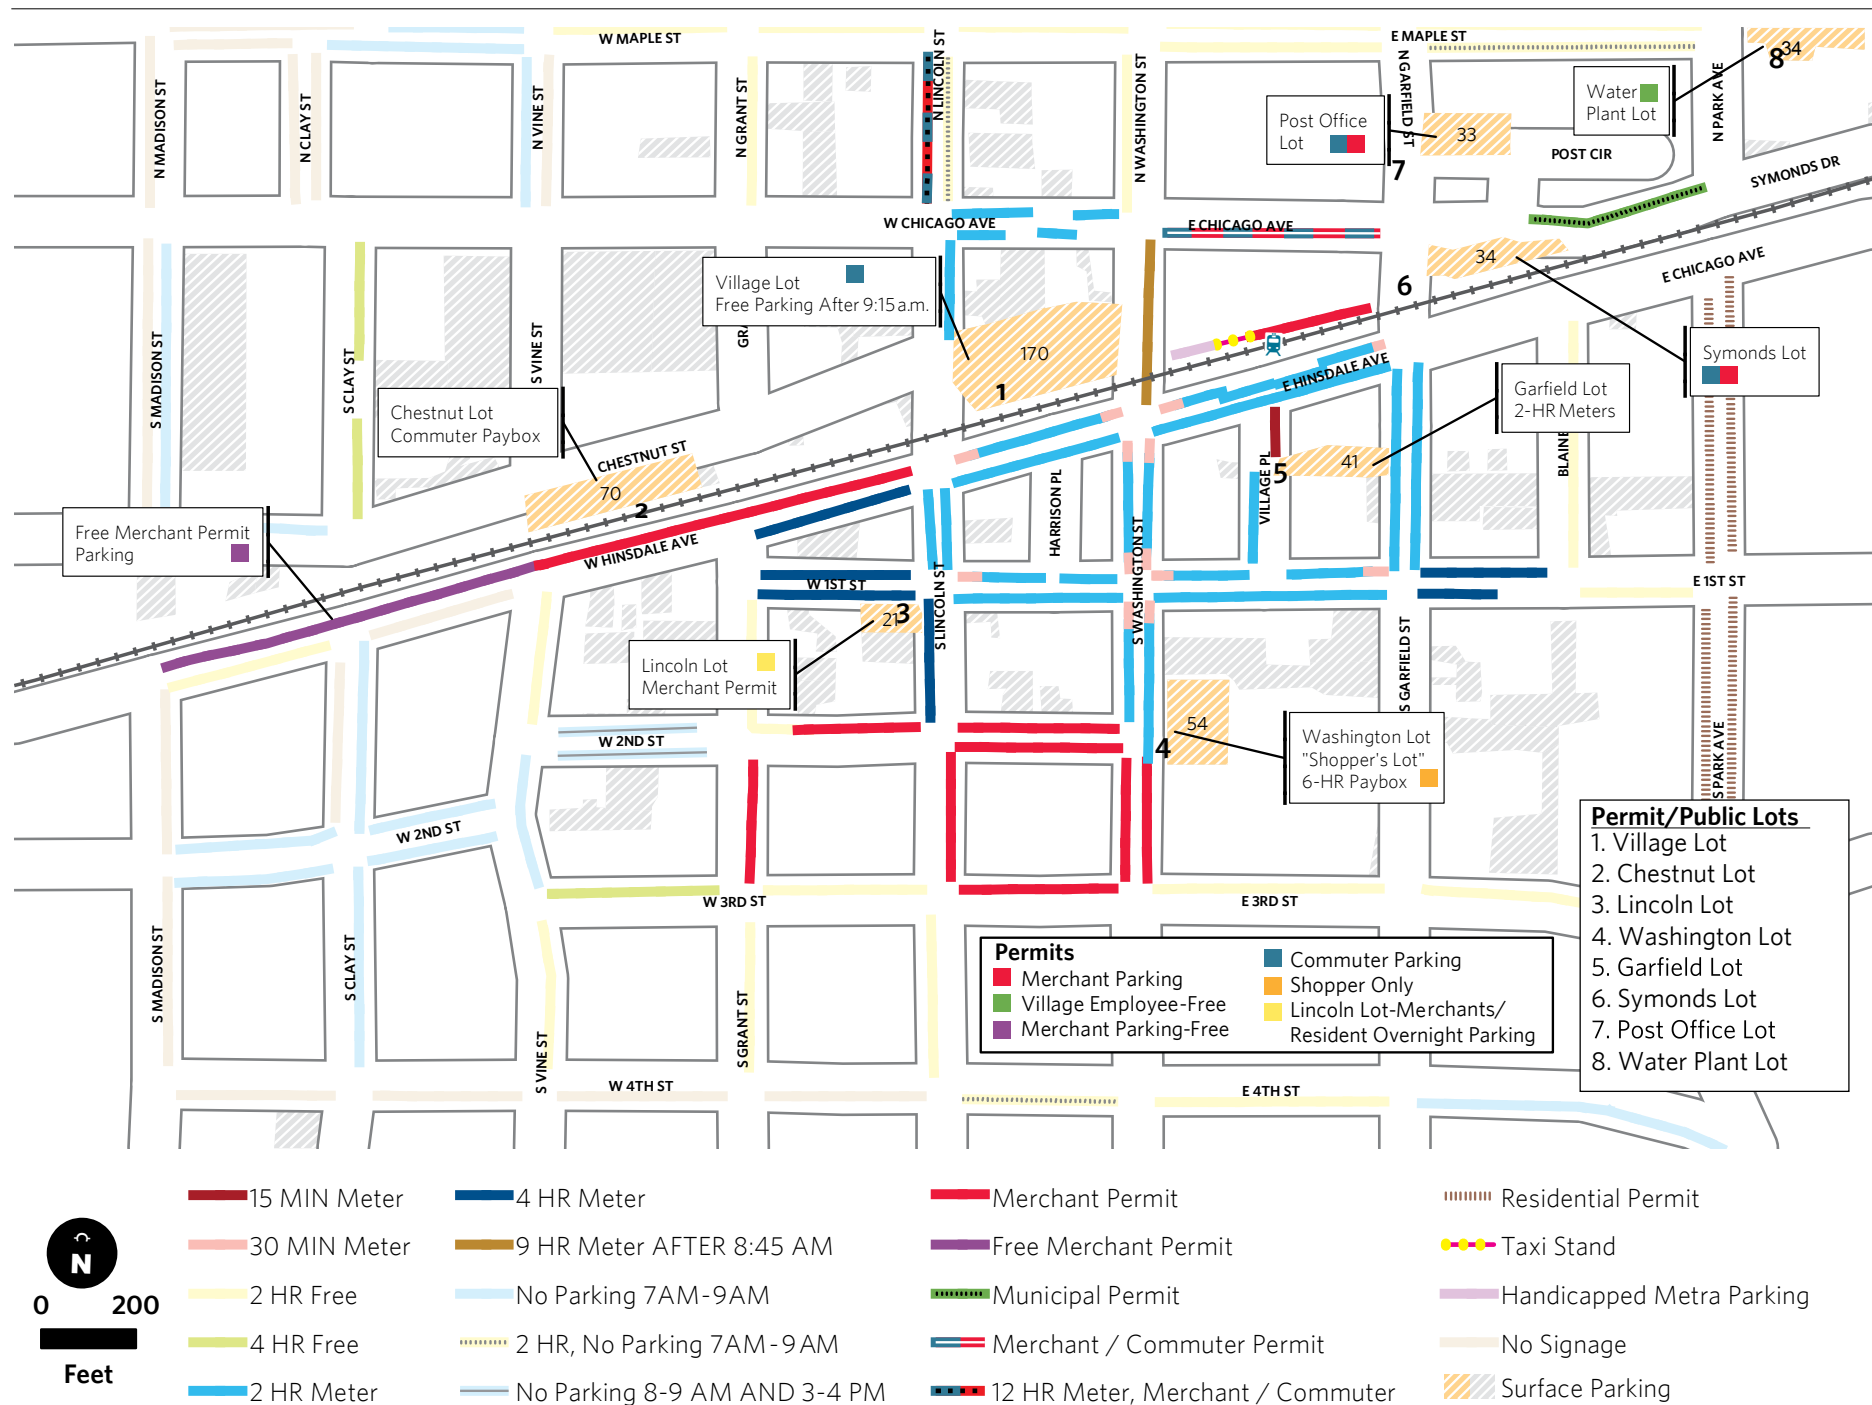 W MAPLE ST
E MAPLE ST
N MADISON ST
N CLAY ST
N VINE ST
N GRANT ST
N LINCOLN ST
N WASHINGTON ST
N GARFIELD ST
N PARK AVE
34
8
Water
Plant Lot
Post Office
Lot
33
7
POST CIR
SYMONDS DR
W CHICAGO AVE
E CHICAGO AVE
34
6
E CHICAGO AVE
Village Lot
Free Parking After 9:15 a.m.
170
1
Symonds Lot
S MADISON ST
S CLAY ST
S VINE ST
GRA
E HINSDALE AVE
Garfield Lot
2-HR Meters
Chestnut Lot
Commuter Paybox
CHESTNUT ST
70
2
41
5
VILLAGE PL
BLAINE
HARRISON PL
Free Merchant Permit
Parking
W HINSDALE AVE
W 1ST ST
E 1ST ST
S LINCOLN ST
S WASHINGTON ST
S GARFIELD ST
21
3
Lincoln Lot
Merchant Permit
54
4
Washington Lot
"Shopper's Lot"
6-HR Paybox
S PARK AVE
W 2ND ST
W 2ND ST
W 3RD ST
E 3RD ST
S MADISON ST
S CLAY ST
S VINE ST
S GRANT ST
W 4TH ST
E 4TH ST
Permits
Merchant Parking
Village Employee-Free
Merchant Parking-Free
Commuter Parking
Shopper Only
Lincoln Lot-Merchants/
Resident Overnight Parking
Permit/Public Lots
1. Village Lot
2. Chestnut Lot
3. Lincoln Lot
4. Washington Lot
5. Garfield Lot
6. Symonds Lot
7. Post Office Lot
8. Water Plant Lot
N
0 200
Feet
15 MIN Meter
30 MIN Meter
2 HR Free
4 HR Free
2 HR Meter
4 HR Meter
9 HR Meter AFTER 8:45 AM
No Parking 7AM-9AM
2 HR, No Parking 7AM-9AM
No Parking 8-9 AM AND 3-4 PM
Merchant Permit
Free Merchant Permit
Municipal Permit
Merchant / Commuter Permit
12 HR Meter, Merchant / Commuter
Residential Permit
Taxi Stand
Handicapped Metra Parking
No Signage
Surface Parking